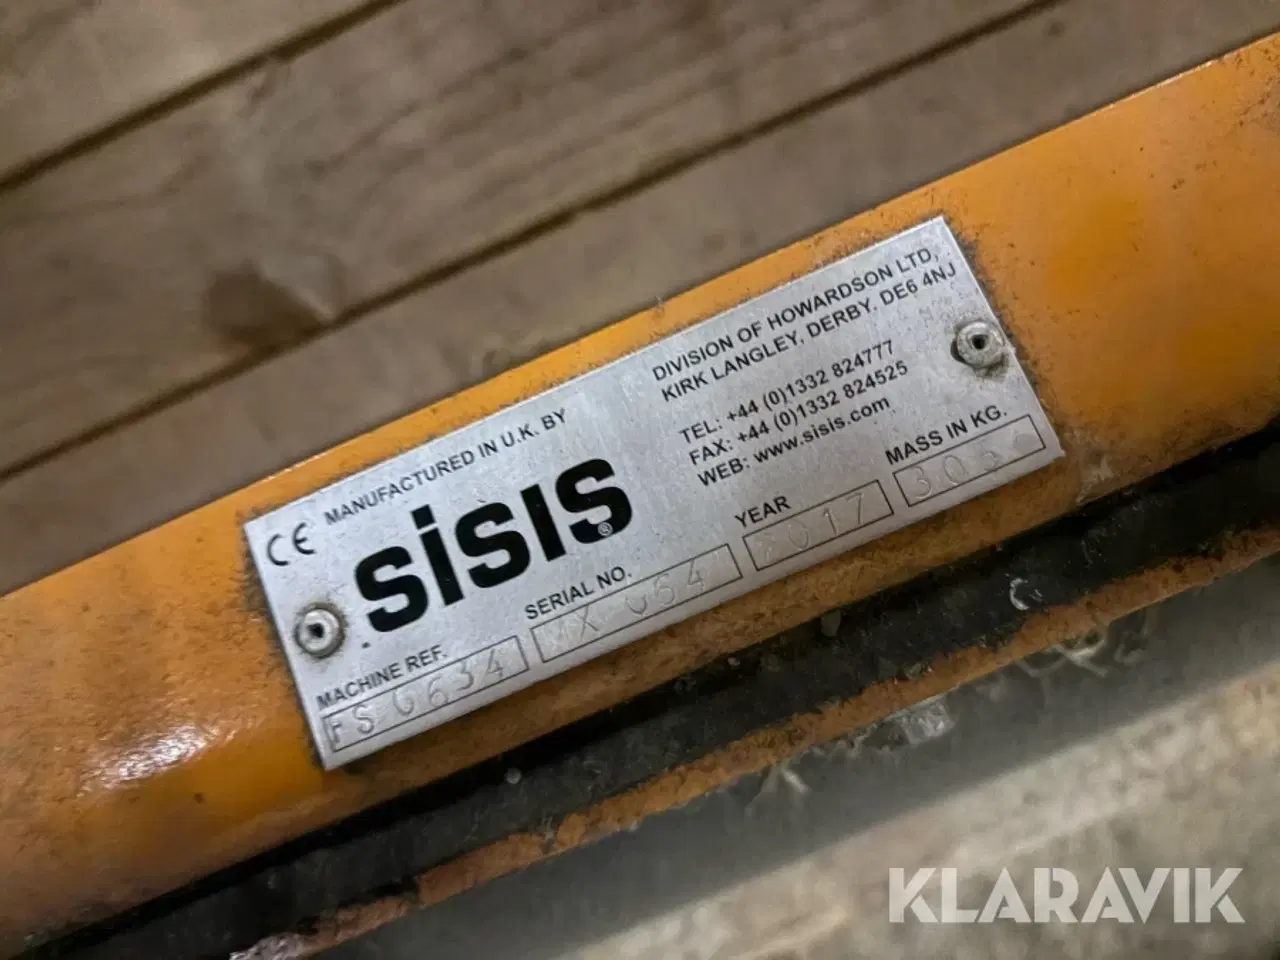 CE MANUFACTURED IN U.K. BY
SiSIS®
DIVISION OF HOWARDSON LTD,
KIRK LANGLEY, DERBY. DE6 4NJ
TEL: +44 (0)1332 824777
FAX: +44 (0)1332 824525
WEB: www.sisis.com
MACHINE REF.
SERIAL NO.
YEAR
MASS IN KG.
2017
KLARAVIK